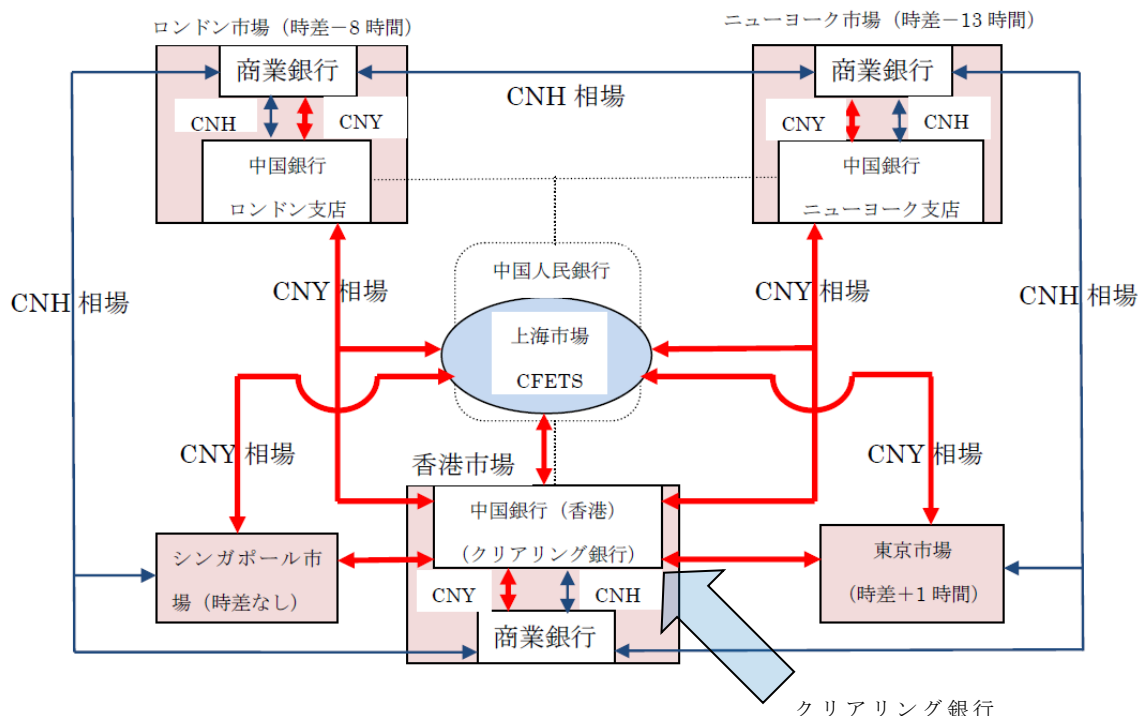 ロンドン市場（時差－8 時間）
ニューヨーク市場（時差－13 時間）
商業銀行
商業銀行
CNH 相場
CNH
CNY
CNY
CNH
中国銀行
ロンドン支店
中国銀行
ニューヨーク支店
中国人民銀行
CNH 相場
CNY 相場
CNY 相場
CNH 相場
上海市場
CFETS
CNY 相場
CNY 相場
香港市場
中国銀行（香港）
（クリアリング銀行）
シンガポール市
場（時差なし）
東京市場
（時差＋1 時間）
CNY
CNH
商業銀行
クリアリング銀行